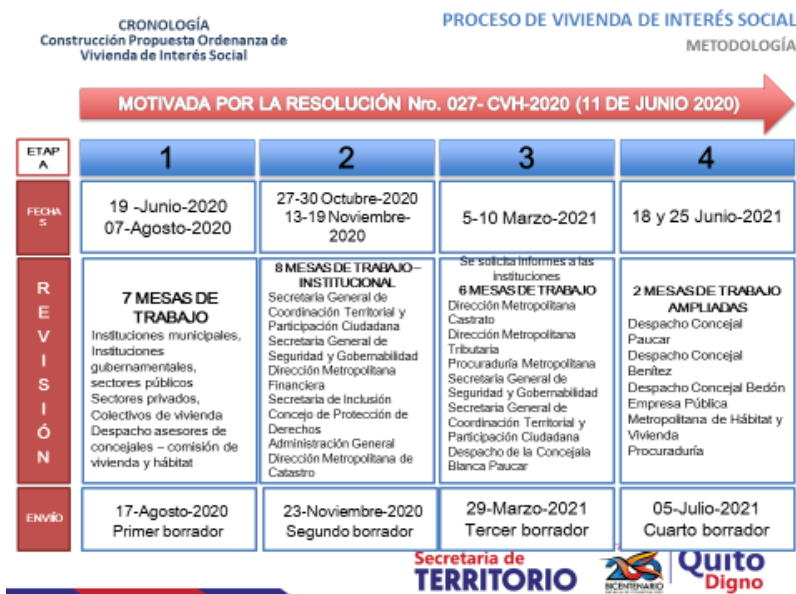 CRONOLOGÍA
Construcción Propuesta Ordenanza de
Vivienda de Interés Social
PROCESO DE VIVIENDA DE INTERÉS SOCIAL
METODOLOGÍA
MOTIVADA POR LA RESOLUCIÓN Nro. 027- CVH-2020 (11 DE JUNIO 2020)
ETAP
A
1
2
3
4
FECHA
S
19 -Junio-2020
07-Agosto-2020
27-30 Octubre-2020
13-19 Noviembre-
2020
5-10 Marzo-2021
18 y 25 Junio-2021
R
E
V
I
S
I
Ó
N
7 MESAS DE
TRABAJO
Instituciones municipales,
Instituciones
gubernamentales,
sectores públicos
Sectores privados,
Colectivos de vivienda
Despacho asesores de
concejales – comisión de
vivienda y hábitat
8 MESAS DE TRABAJO –
INSTITUCIONAL
Secretaria General de
Coordinación Territorial y
Participación Ciudadana
Secretaria General de
Seguridad y Gobernabilidad
Dirección Metropolitana
Financiera
Secretaria de Inclusión
Concejo de Protección de
Derechos
Administración General
Dirección Metropolitana de
Catastro
Se solicita informes a las
instituciones
6 MESAS DE TRABAJO
Dirección Metropolitana
Castrato
Dirección Metropolitana
Tributaria
Procuraduría Metropolitana
Secretaria General de
Seguridad y Gobernabilidad
Secretaria General de
Coordinación Territorial y
Participación Ciudadana
Despacho de la Concejala
Blanca Paucar
2 MESAS DE TRABAJO
AMPLIADAS
Despacho Concejal
Paucar
Despacho Concejal
Benítez
Despacho Concejal Bedón
Empresa Pública
Metropolitana de Hábitat y
Vivienda
Procuraduría
ENVÍO
17-Agosto-2020
Primer borrador
23-Noviembre-2020
Segundo borrador
29-Marzo-2021
Tercer borrador
05-Julio-2021
Cuarto borrador
Secretaria de
TERRITORIO
BICENTENARIO
Quito
Digno